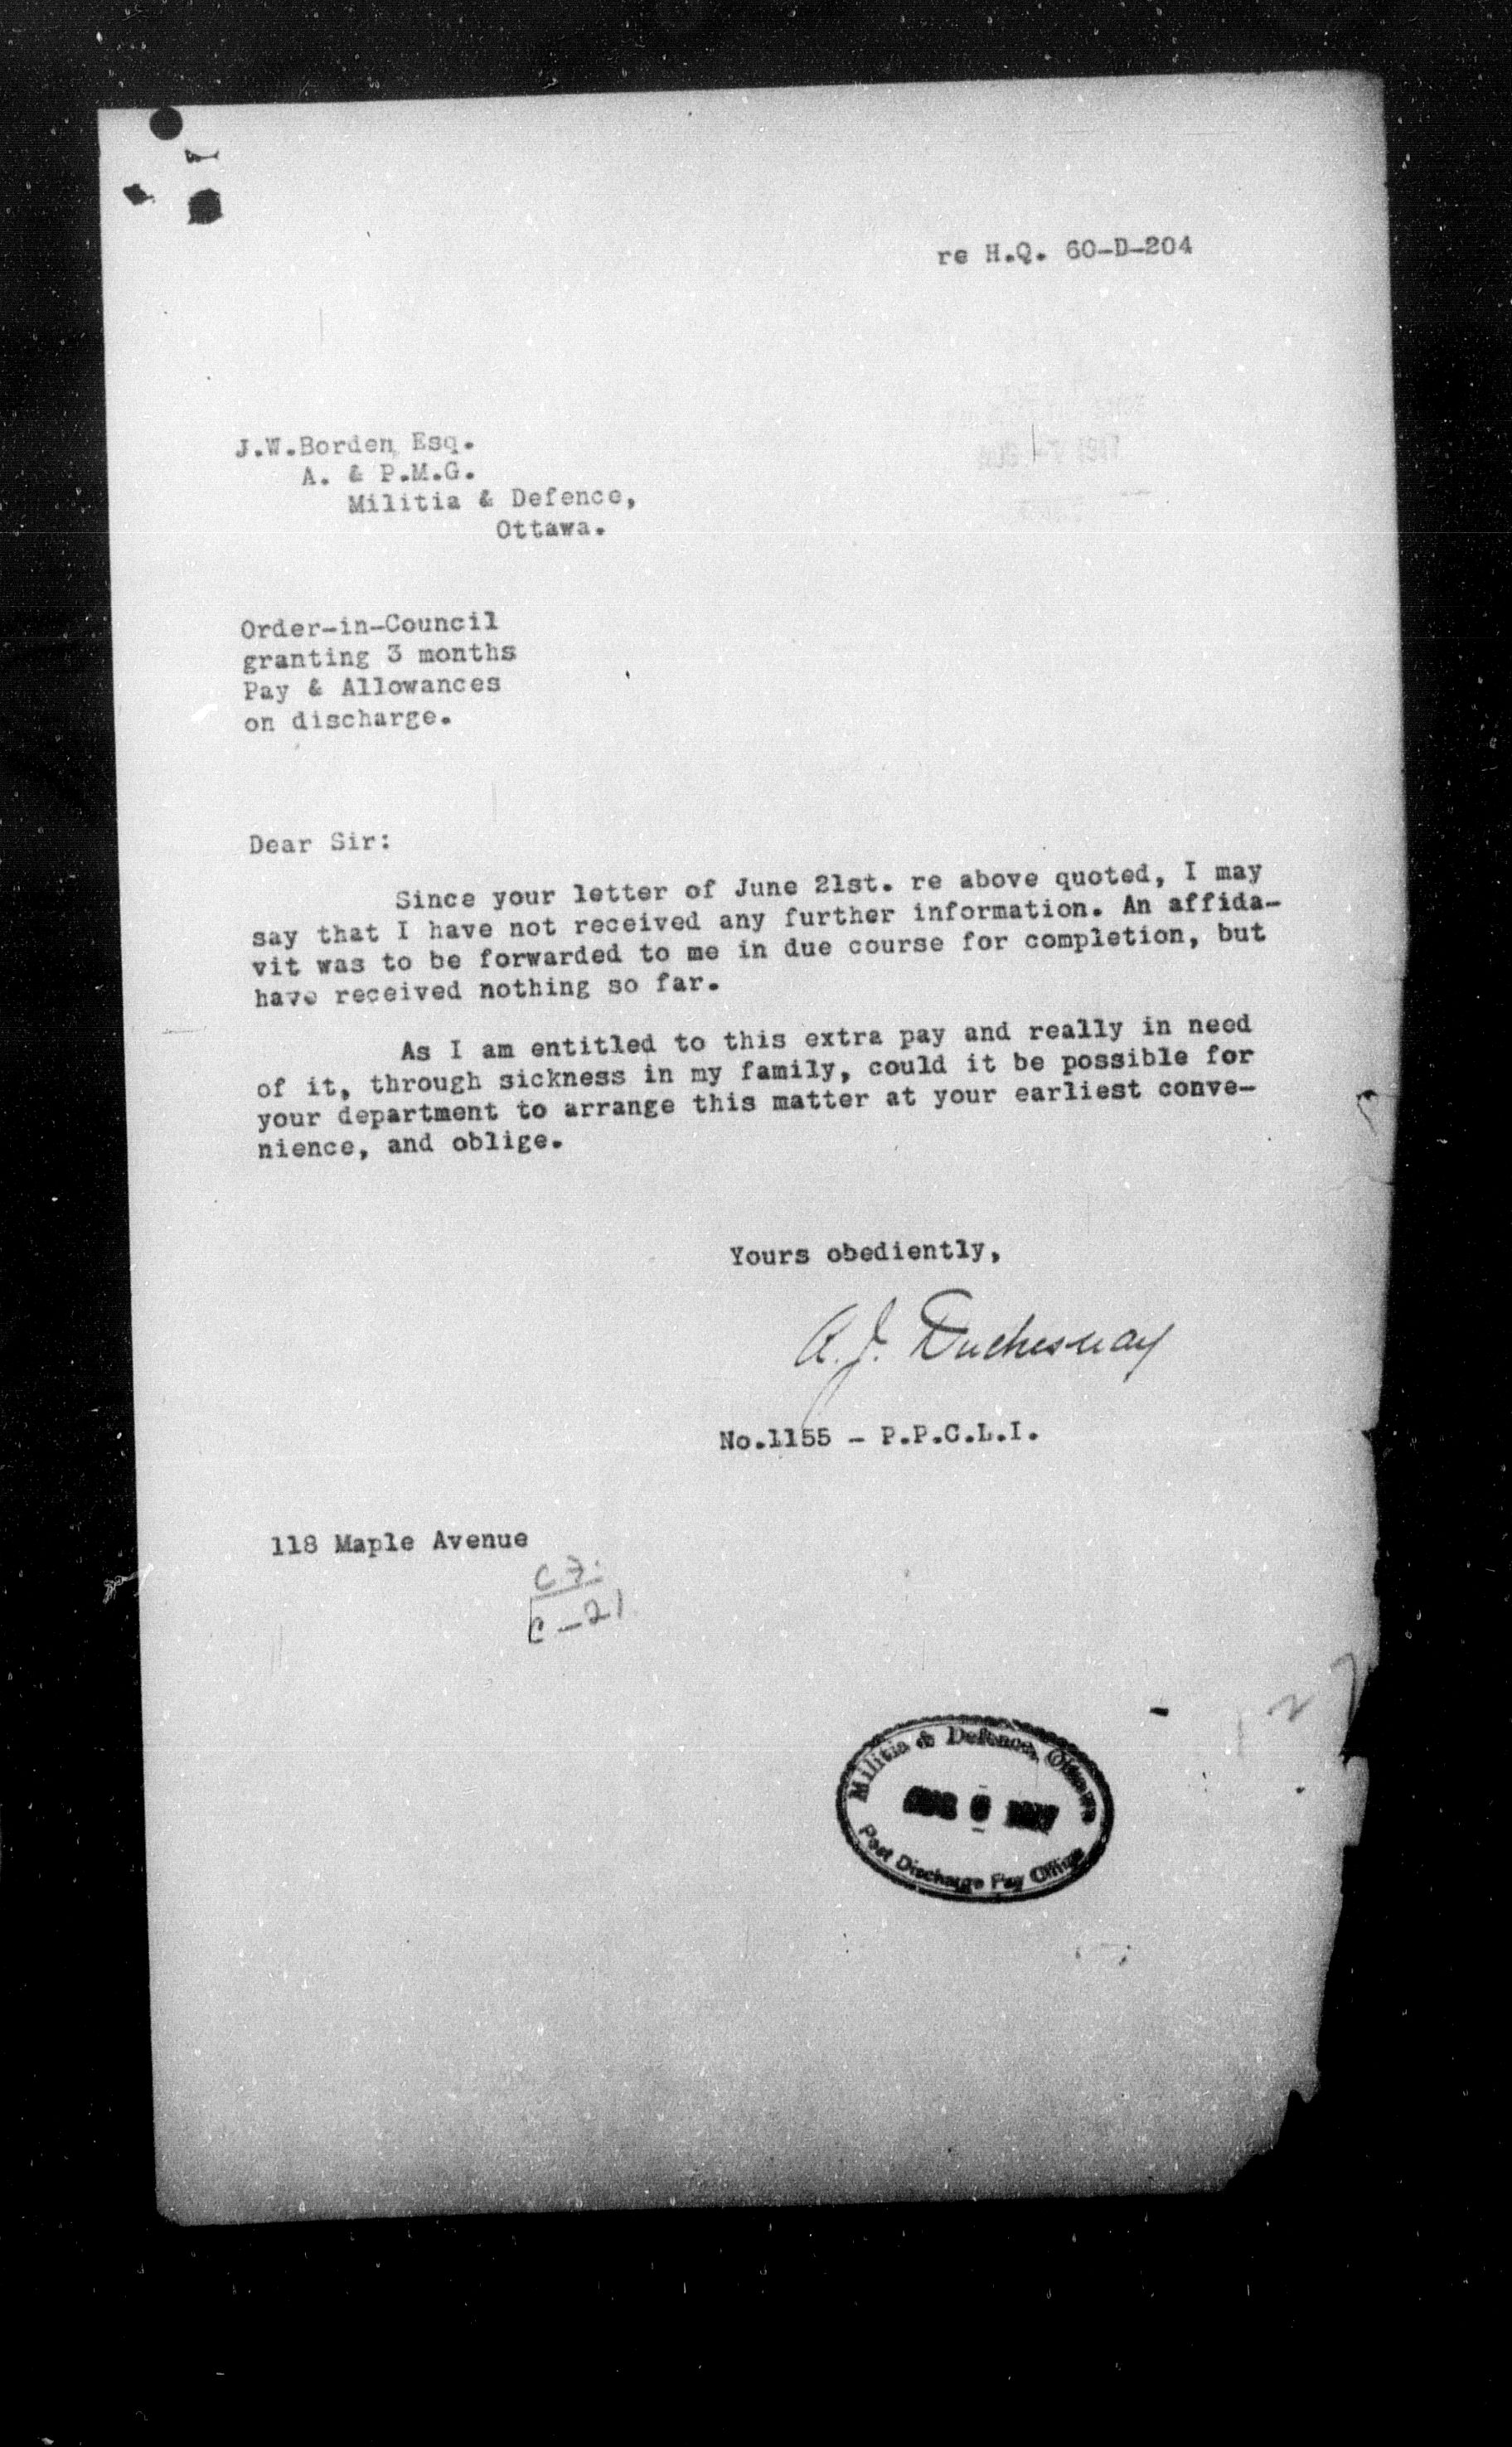 re H.Q. 60-D-204
J.W.Borden, Esq.
A. & P.M.G.
Militia & Defence,
Ottawa.
Order-in-Council
granting 3 months
Pay & Allowances
on discharge.
Dear Sir:
Since your letter of June 21st. re above quoted, I may
say that I have not received any further information. An affida-
vit was to be forwarded to me in due course for completion, but
have received nothing so far.
As I am entitled to this extra pay and really in need
of it, through sickness in my family, could it be possible for
your department to arrange this matter at your earliest conve-
nience, and oblige.
Yours obediently,
A. J. Duchesnay
No.1155 - P.P.C.L.I.
118 Maple Avenue
C 3.
C-21
Militia & Defence, Ottawa
Post Discharge Pay Office